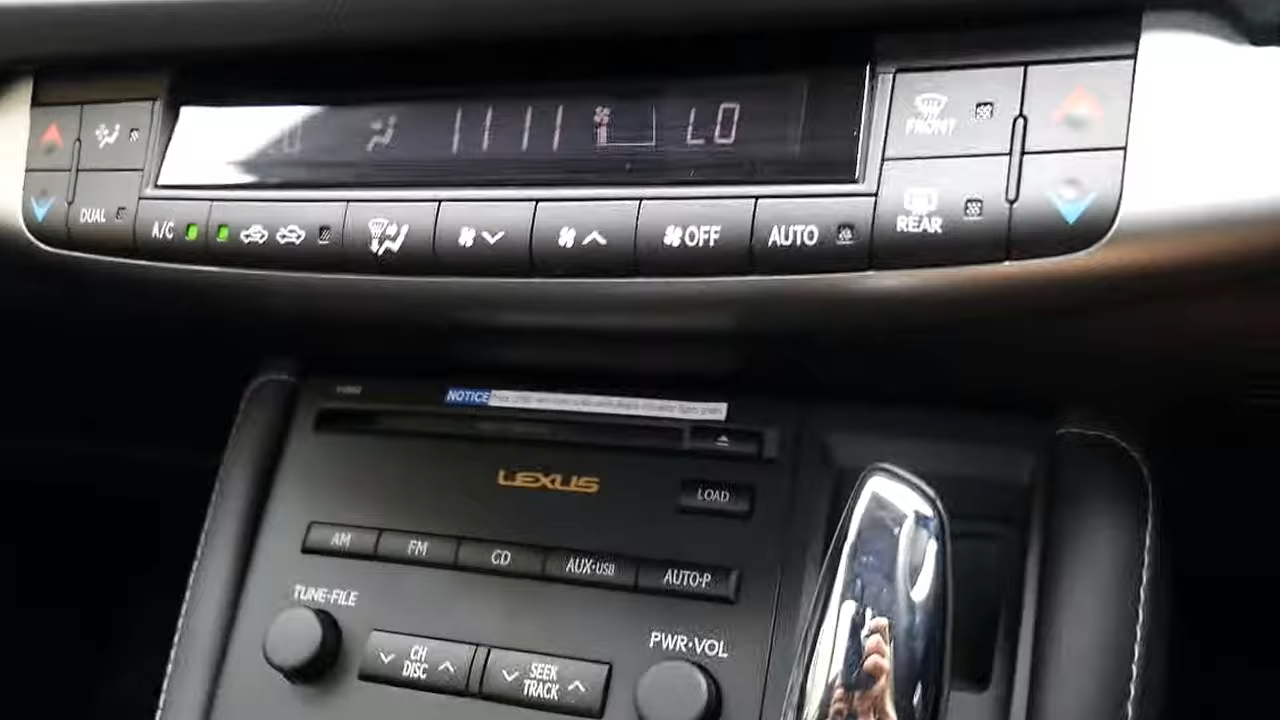 LO
FRONT
DUAL
A/C
OFF
AUTO
REAR
NOTICE
LEXUS
LOAD
AM
FM
CD
AUX•USB
AUTO•P
TUNE•FILE
CH
DISC
SEEK
TRACK
PWR•VOL